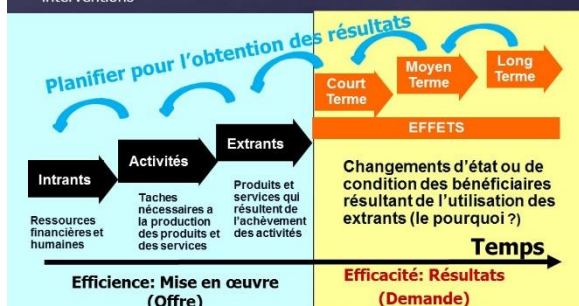 interventions
Planifier pour l'obtention des résultats
Court
Terme
Moyen
Terme
Long
Terme
EFFETS
Intrants
Activités
Extrants
Ressources
financières et
humaines
Taches
nécessaires a
la production
des produits et
des services
Produits et
services qui
résultent de
l'achèvement
des activités
Changements d'état ou de
condition des bénéficiaires
résultant de l'utilisation des
extrants (le pourquoi ?)
Temps
Efficience: Mise en œuvre
(Offre)
Efficacité: Résultats
(Demande)